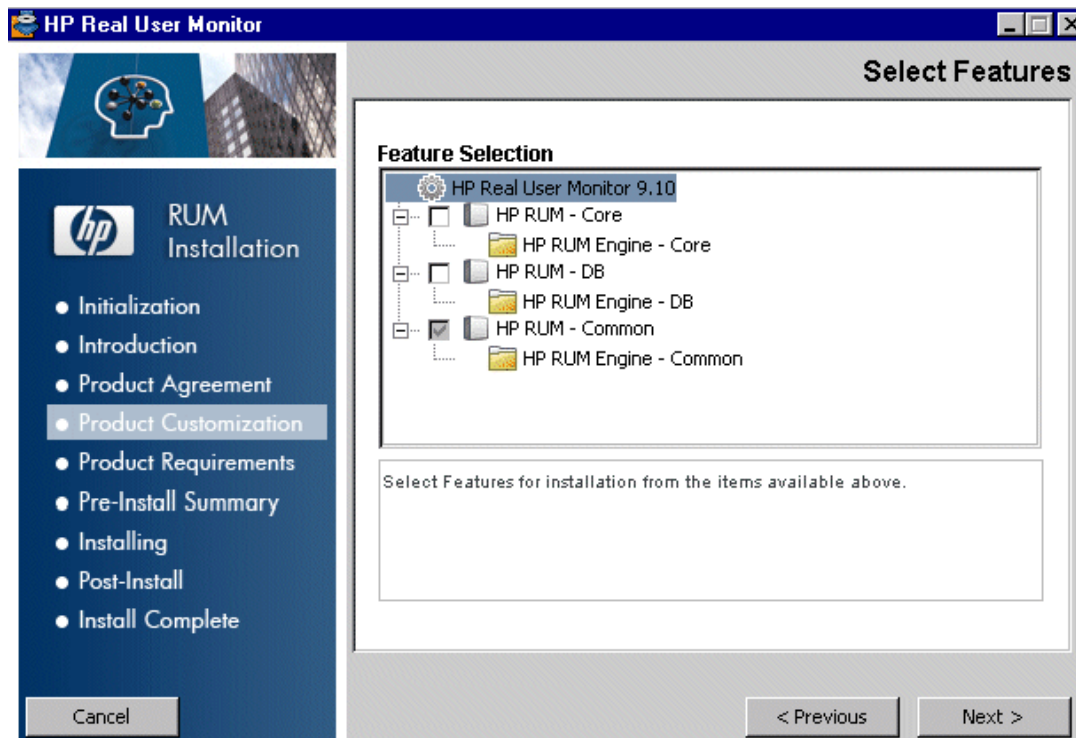 HP Real User Monitor
Select Features
hp
RUM
Installation
Initialization
Introduction
Product Agreement
Product Customization
Product Requirements
Pre-Install Summary
Installing
Post-Install
Install Complete
Feature Selection
HP Real User Monitor 9.10
HP RUM - Core
HP RUM Engine - Core
HP RUM - DB
HP RUM Engine - DB
HP RUM - Common
HP RUM Engine - Common
Select Features for installation from the items available above.
Cancel
< Previous
Next >